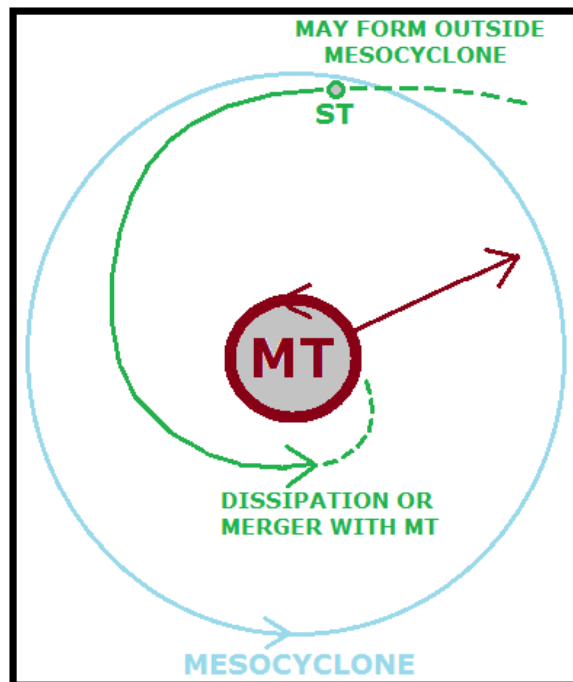 MAY FORM OUTSIDE
MESOCYCLONE
ST
MT
DISSIPATION OR
MERGER WITH MT
MESOCYCLONE